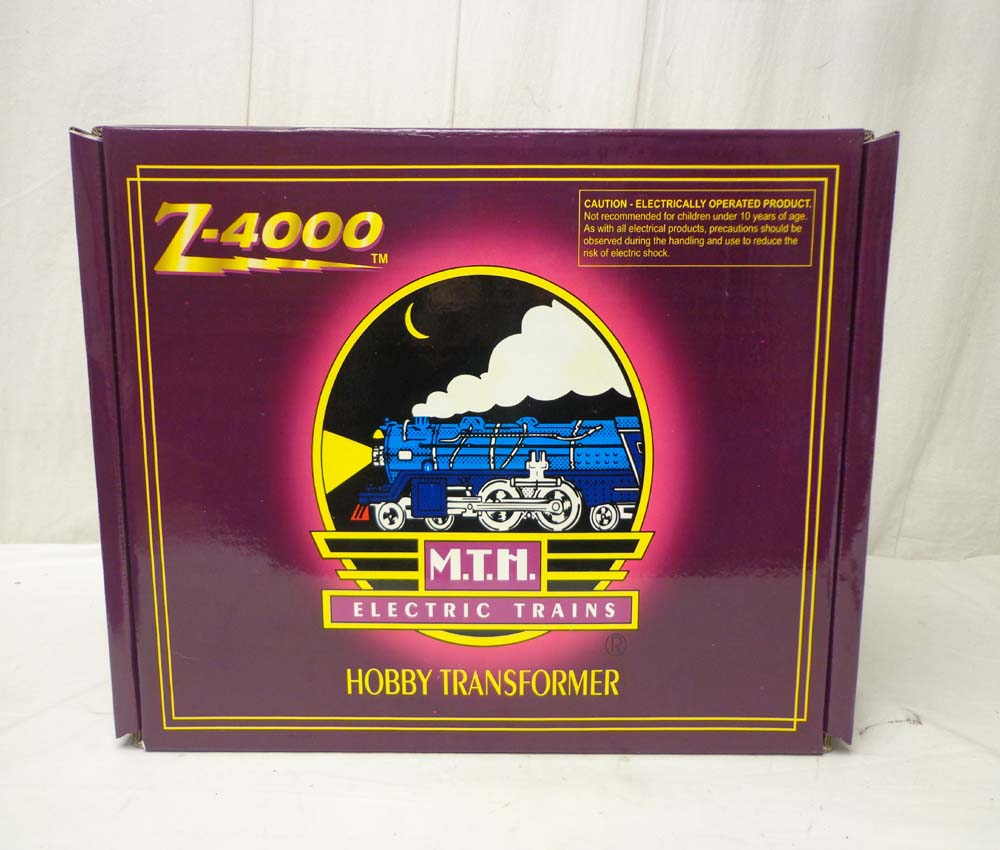 Z-4000 TM
CAUTION - ELECTRICALLY OPERATED PRODUCT.
Not recommended for children under 10 years of age.
As with all electrical products, precautions should be
observed during the handling and use to reduce the
risk of electric shock.
M.T.H.
ELECTRIC TRAINS
®
HOBBY TRANSFORMER